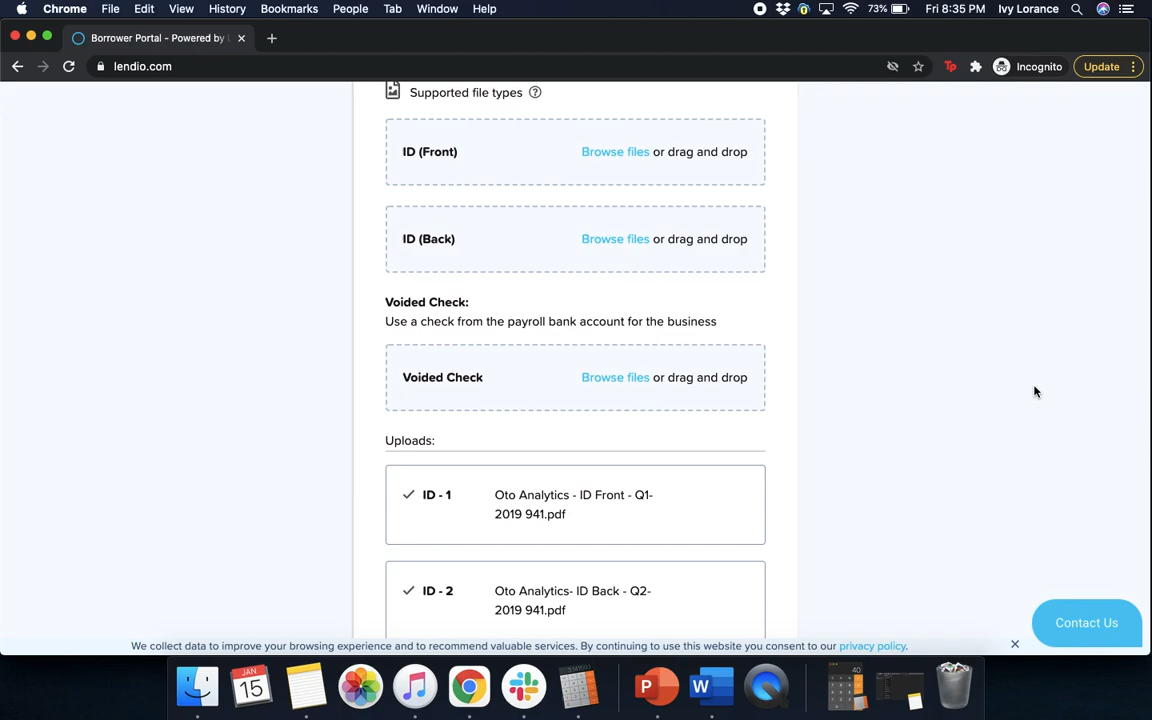 Chrome File Edit View History Bookmarks People Tab Window Help 73% Fri 8:35 PM Ivy Lorance
Borrower Portal - Powered by
lendio.com Incognito Update
Supported file types ?
ID (Front) Browse files or drag and drop
ID (Back) Browse files or drag and drop
Voided Check:
Use a check from the payroll bank account for the business
Voided Check Browse files or drag and drop
Uploads:
ID - 1 Oto Analytics - ID Front - Q1-
2019 941.pdf
ID - 2 Oto Analytics- ID Back - Q2-
2019 941.pdf
Contact Us
We collect data to improve your browsing experience and to recommend valuable services. By continuing to use this website you consent to our privacy policy.
JAN
15
P
W
40